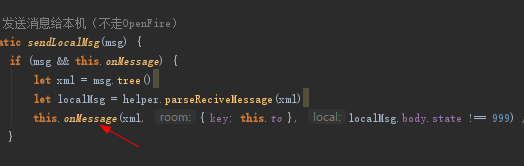 发送消息给本机（不走OpenFire）
atic sendLocalMsg(msg) {
if (msg && this.onMessage) {
let xml = msg.tree()
let localMsg = helper.parseReciveMessage(xml)
this.onMessage(xml, room: { key: this.to }, local: localMsg.body.state !== 999)
}